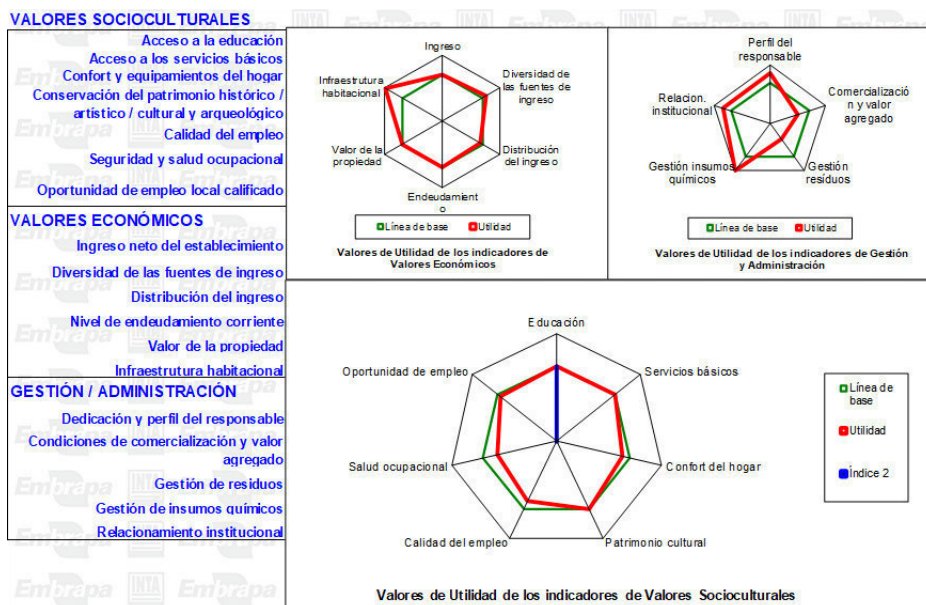 VALORES SOCIOCULTURALES
Acceso a la educación
Acceso a los servicios básicos
Confort y equipamientos del hogar
Conservación del patrimonio histórico /
artístico / cultural y arqueológico
Calidad del empleo
Seguridad y salud ocupacional
Oportunidad de empleo local calificado
VALORES ECONÓMICOS
Ingreso neto del establecimiento
Diversidad de las fuentes de ingreso
Distribución del ingreso
Nivel de endeudamiento corriente
Valor de la propiedad
Infraestrutura habitacional
GESTIÓN / ADMINISTRACIÓN
Dedicación y perfil del responsable
Condiciones de comercialización y valor
agregado
Gestión de residuos
Gestión de insumos químicos
Relacionamiento institucional
Ingreso
Diversidad de
las fuentes de
ingreso
Distribución
del ingreso
Endeudamient
o
Valor de la
propiedad
Infraestrutura
habitacional
Línea de base
Utilidad
Valores de Utilidad de los indicadores de
Valores Económicos
Perfil del
responsable
Comercializació
n y valor
agregado
Gestión
resíduos
Gestión insumos
químicos
Relacion.
institucional
Línea de base
Utilidad
Valores de Utilidad de los indicadores de Gestión
y Administración
Educación
Servicios básicos
Confort del hogar
Patrimonio cultural
Calidad del empleo
Salud ocupacional
Oportunidad de empleo
Línea de
base
Utilidad
Índice 2
Valores de Utilidad de los indicadores de Valores Socioculturales
Embrapa
INTA